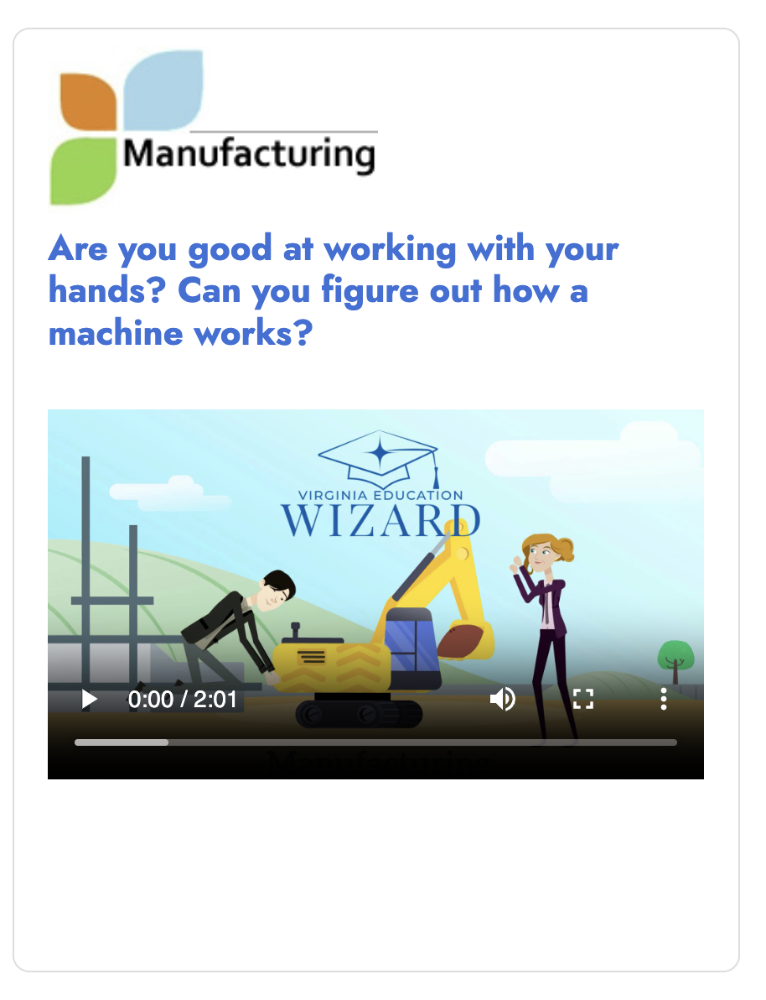 Manufacturing
Are you good at working with your
hands? Can you figure out how a
machine works?
VIRGINIA EDUCATION
WIZARD
0:00 / 2:01
Manufacturing